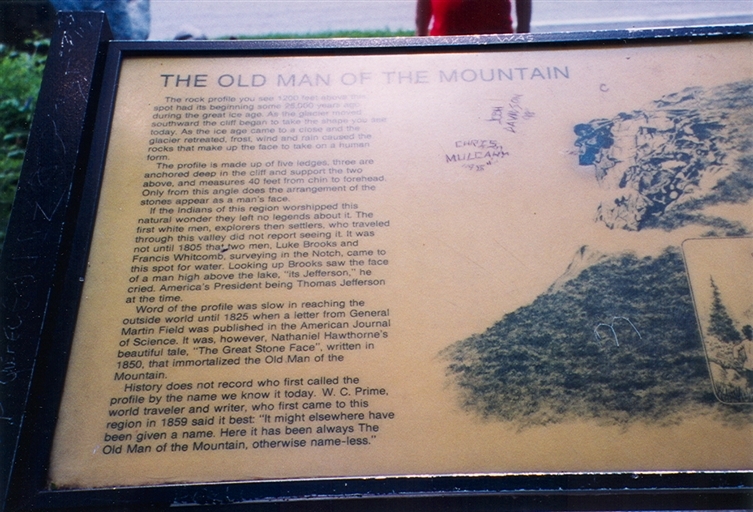 THE OLD MAN OF THE MOUNTAIN
The rock profile you see 1200 feet above this
spot had its beginning some 25,000 years ago
during the great ice age. As the glacier moved
southward the cliff began to take the shape you see
today. As the ice age came to a close and the
glacier retreated, frost, wind and rain caused the
rocks that make up the face to take on a human
form.
The profile is made up of five ledges, three are
anchored deep in the cliff and support the two
above, and measures 40 feet from chin to forehead.
Only from this angle does the arrangement of the
stones appear as a man's face.
If the Indians of this region worshipped this
natural wonder they left no legends about it. The
first white men, explorers then settlers, who traveled
through this valley did not report seeing it. It was
not until 1805 that two men, Luke Brooks and
Francis Whitcomb, surveying in the Notch, came to
this spot for water. Looking up Brooks saw the face
of a man high above the lake, "its Jefferson," he
cried. America's President being Thomas Jefferson
at the time.
Word of the profile was slow in reaching the
outside world until 1825 when a letter from General
Martin Field was published in the American Journal
of Science. It was, however, Nathaniel Hawthorne's
beautiful tale, "The Great Stone Face", written in
1850, that immortalized the Old Man of the
Mountain.
History does not record who first called the
profile by the name we know it today. W. C. Prime,
world traveler and writer, who first came to this
region in 1859 said it best: "It might elsewhere have
been given a name. Here it has been always The
Old Man of the Mountain, otherwise name-less."
CHRIS
MULCAHY